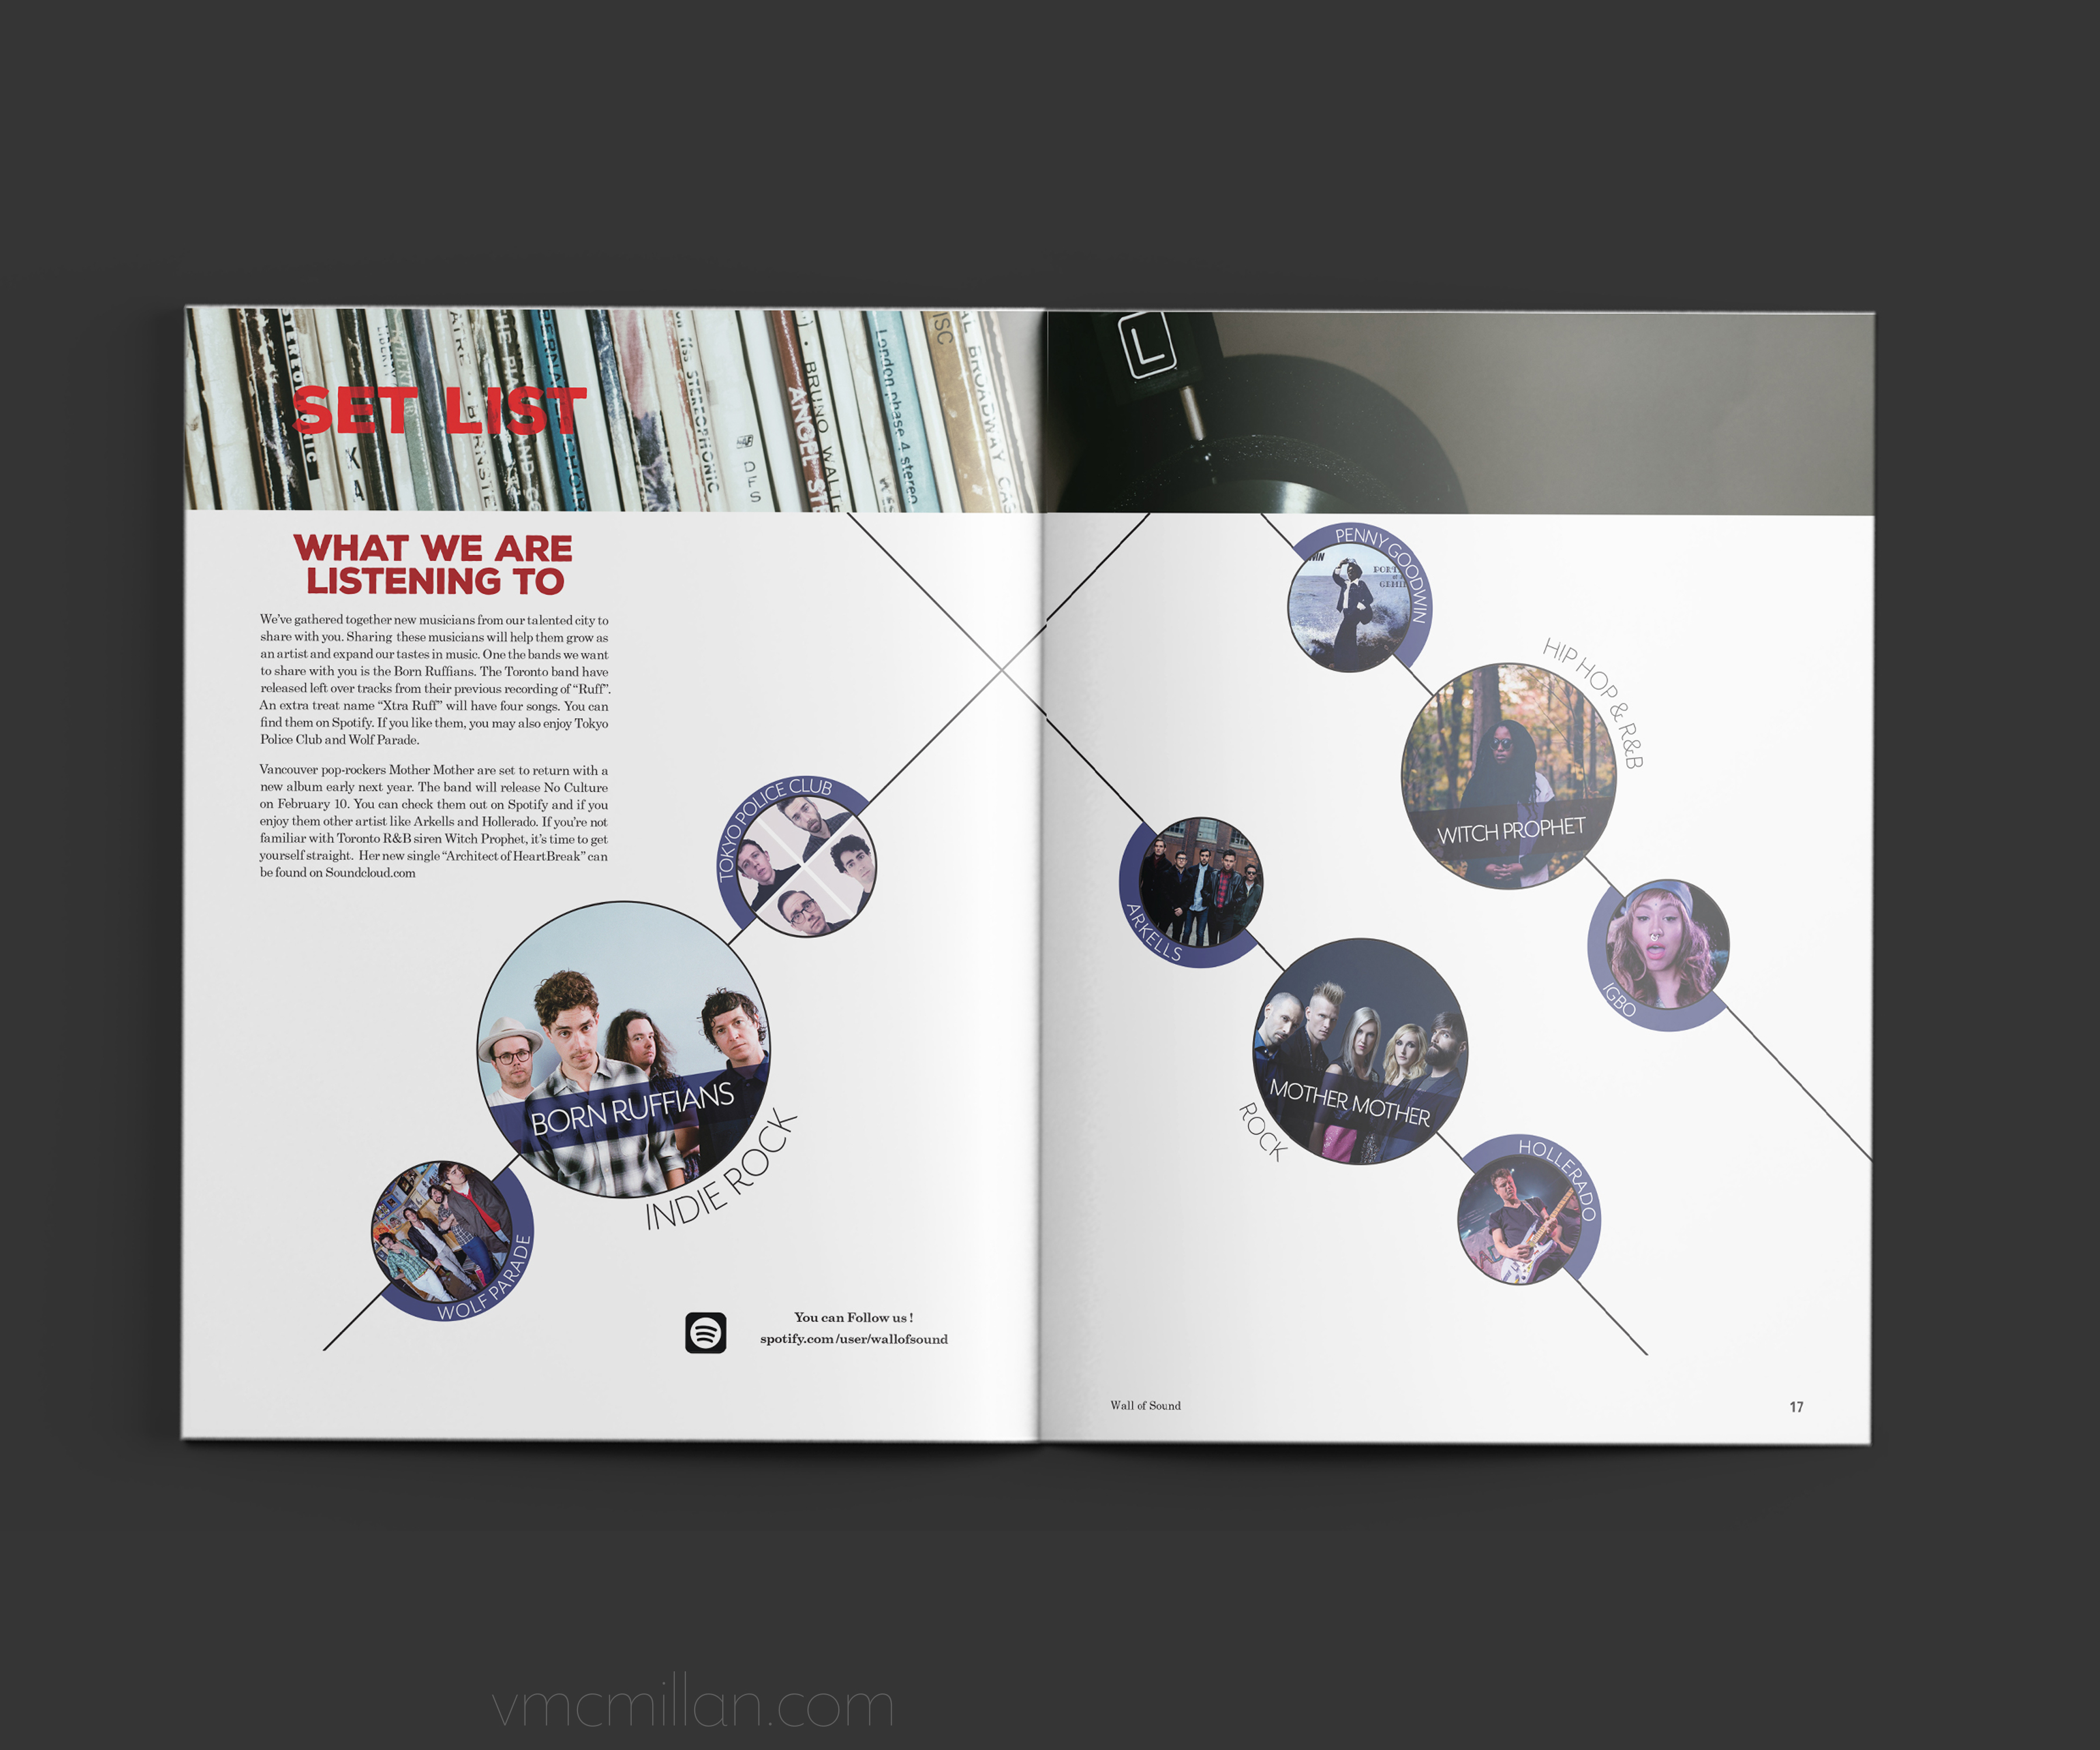 SET LIST
BRUNO WALTE
London phase 4 stereo
DFS
L
WHAT WE ARE
LISTENING TO
We've gathered together new musicians from our talented city to
share with you. Sharing these musicians will help them grow as
an artist and expand our tastes in music. One the bands we want
to share with you is the Born Ruffians. The Toronto band have
released left over tracks from their previous recording of “Ruff”.
An extra treat name “Xtra Ruff” will have four songs. You can
find them on Spotify. If you like them, you may also enjoy Tokyo
Police Club and Wolf Parade.
Vancouver pop-rockers Mother Mother are set to return with a
new album early next year. The band will release No Culture
on February 10. You can check them out on Spotify and if you
enjoy them other artist like Arkells and Hollerado. If you're not
familiar with Toronto R&B siren Witch Prophet, it's time to get
yourself straight. Her new single “Architect of HeartBreak” can
be found on Soundcloud.com
TOKYO POLICE CLUB
BORN RUFFIANS
INDIE ROCK
WOLF PARADE
You can Follow us !
spotify.com/user/wallofsound
PENNY GOODWIN
HIP HOP & R&B
WITCH PROPHET
IGBO
ARKELLS
MOTHER MOTHER
ROCK
HOLLERADO
Wall of Sound
17
vmcmillan.com